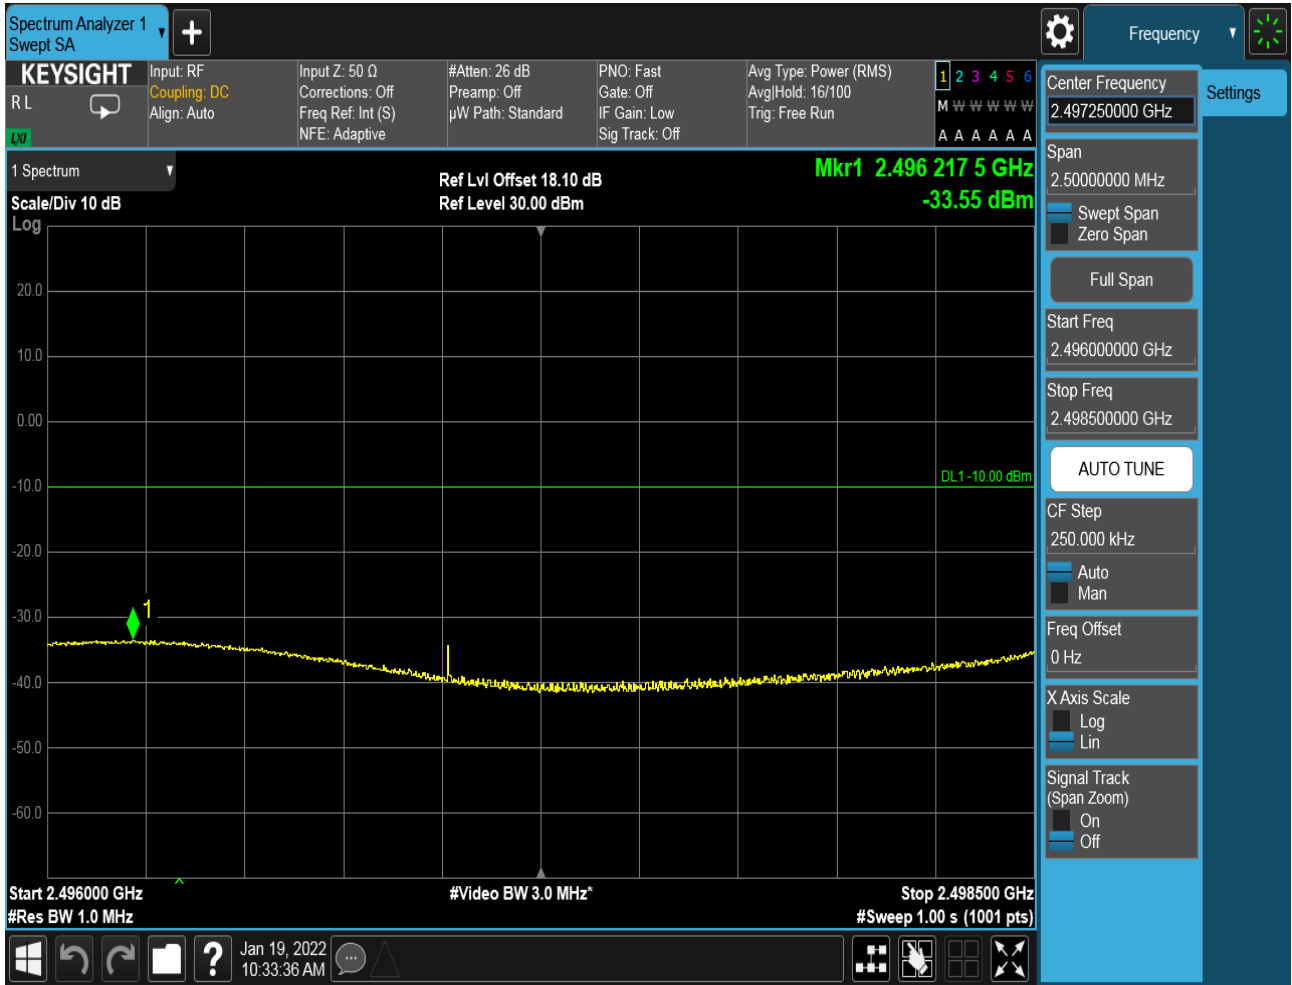 Spectrum Analyzer 1
Swept SA
Frequency
KEYSIGHT
R L
LXI
Input: RF
Coupling: DC
Align: Auto
Input Z: 50 Ω
Corrections: Off
Freq Ref: Int (S)
NFE: Adaptive
#Atten: 26 dB
Preamp: Off
µW Path: Standard
PNO: Fast
Gate: Off
IF Gain: Low
Sig Track: Off
Avg Type: Power (RMS)
Avg|Hold: 16/100
Trig: Free Run
1 2 3 4 5 6
M W W W W W
A A A A A A
1 Spectrum
Scale/Div 10 dB
Log
Ref Lvl Offset 18.10 dB
Ref Level 30.00 dBm
Mkr1 2.496 217 5 GHz
-33.55 dBm
20.0
10.0
0.00
-10.0
DL1 -10.00 dBm
-20.0
-30.0
1
-40.0
-50.0
-60.0
Start 2.496000 GHz
#Res BW 1.0 MHz
#Video BW 3.0 MHz*
Stop 2.498500 GHz
#Sweep 1.00 s (1001 pts)
Jan 19, 2022
10:33:36 AM
Center Frequency
2.497250000 GHz
Settings
Span
2.50000000 MHz
Swept Span
Zero Span
Full Span
Start Freq
2.496000000 GHz
Stop Freq
2.498500000 GHz
AUTO TUNE
CF Step
250.000 kHz
Auto
Man
Freq Offset
0 Hz
X Axis Scale
Log
Lin
Signal Track
(Span Zoom)
On
Off